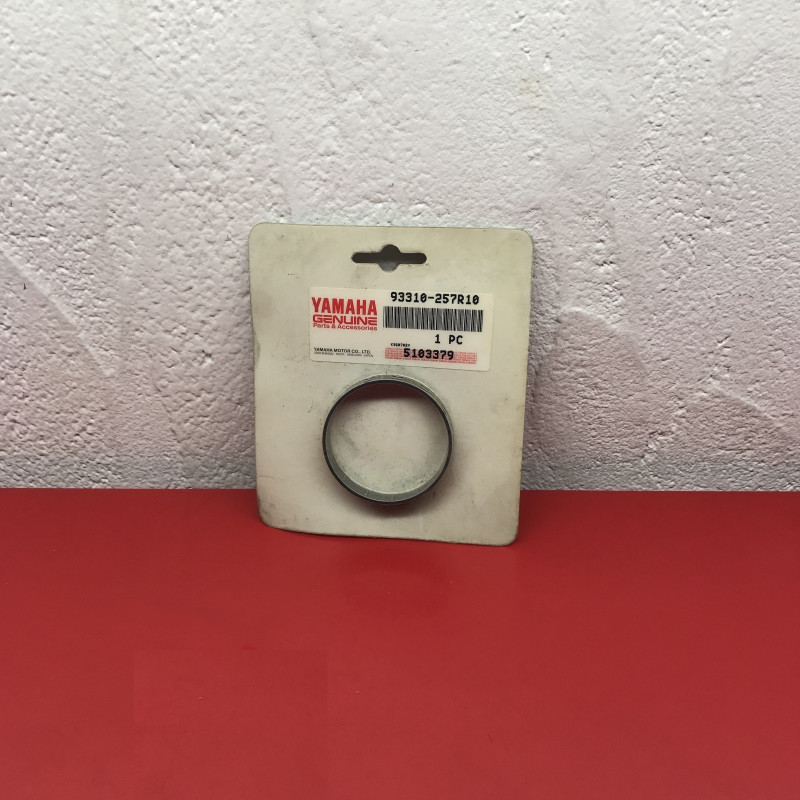 93310-257R10
YAMAHA
GENUINE
Parts & Accessories
1 PC
YAMAHA MOTOR CO., LTD.
5103379